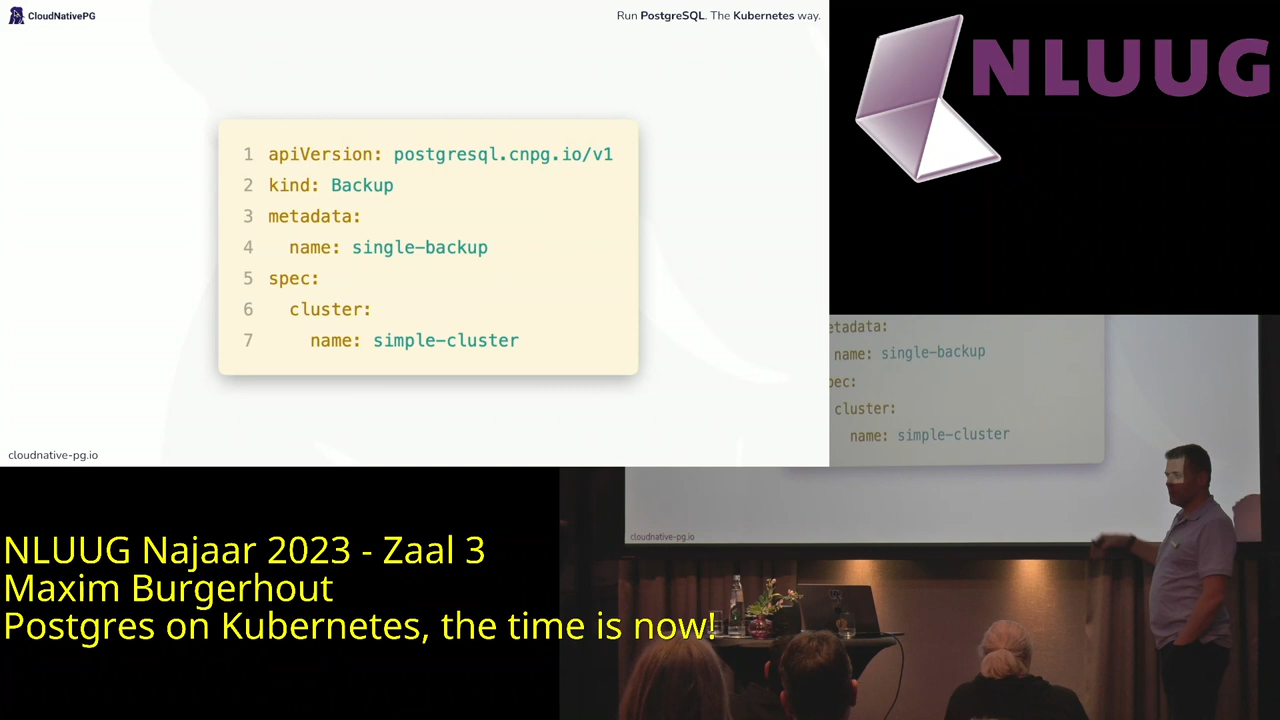 CloudNativePG
Run PostgreSQL. The Kubernetes way.
NLUUG
1 apiVersion: postgresql.cnpg.io/v1
2 kind: Backup
3 metadata:
4   name: single-backup
5 spec:
6   cluster:
7     name: simple-cluster
cloudnative-pg.io
etadata:
name: single-backup
pec:
cluster:
name: simple-cluster
cloudnative-pg.io
NLUUG Najaar 2023 - Zaal 3
Maxim Burgerhout
Postgres on Kubernetes, the time is now!